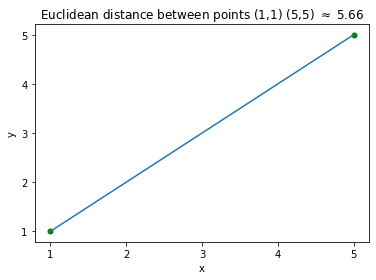 Euclidean distance between points (1,1) (5,5) ≈ 5.66
5
4
3
2
1
y
1 2 3 4 5
x